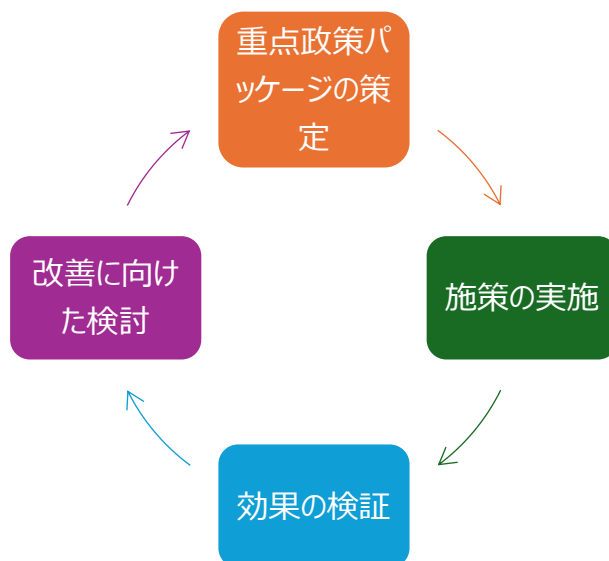 重点政策パ
ッケージの策
定
施策の実施
効果の検証
改善に向け
た検討